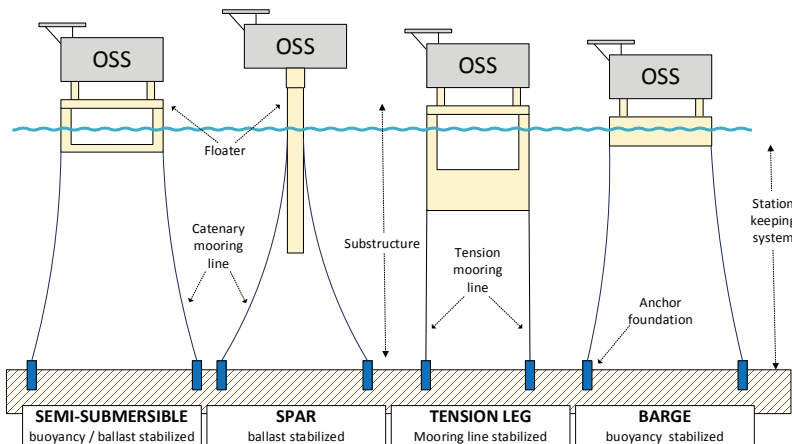 OSS
OSS
OSS
OSS
Floater
Catenary
mooring
line
Substructure
Tension
mooring
line
Station
keeping
system
Anchor
foundation
SEMI-SUBMERSIBLE
buoyancy / ballast stabilized
SPAR
ballast stabilized
TENSION LEG
Mooring line stabilized
BARGE
buoyancy stabilized